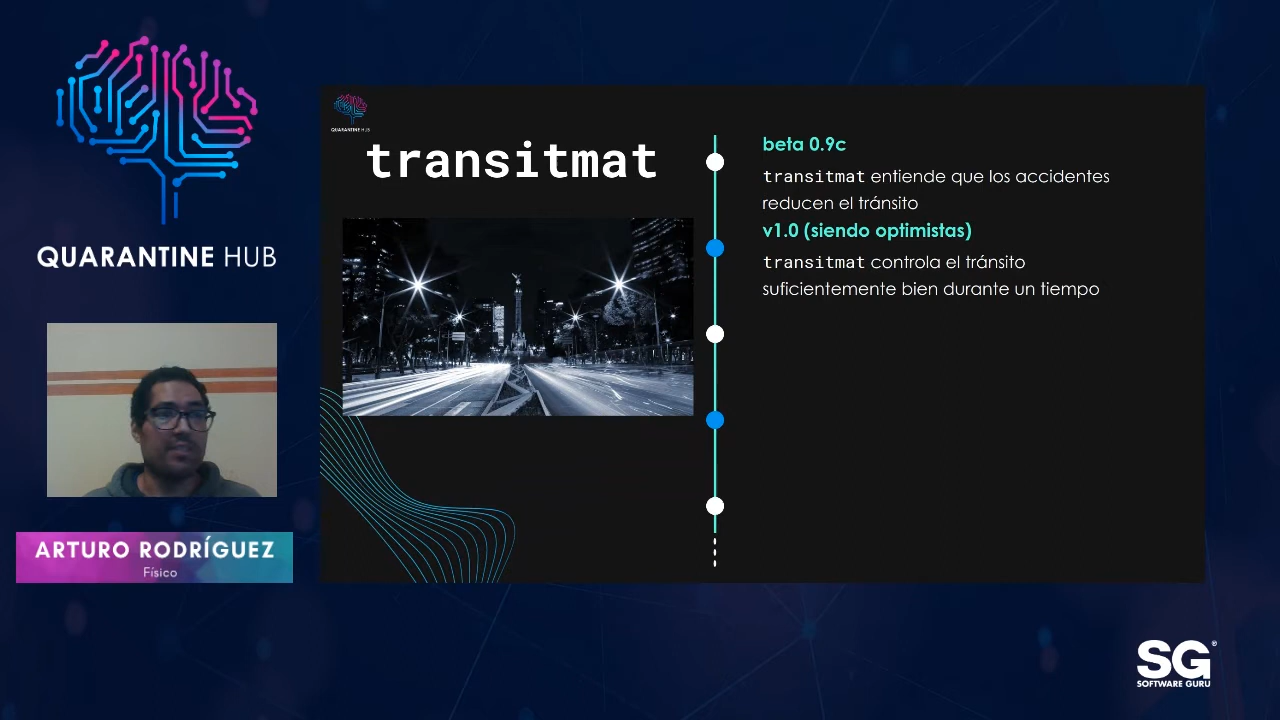 QUARANTINE HUB
ARTURO RODRÍGUEZ
Físico
QUARANTINE HUB
transitmat
beta 0.9c
transitmat entiende que los accidentes
reducen el tránsito
v1.0 (siendo optimistas)
transitmat controla el tránsito
suficientemente bien durante un tiempo
SG®
SOFTWARE GURU